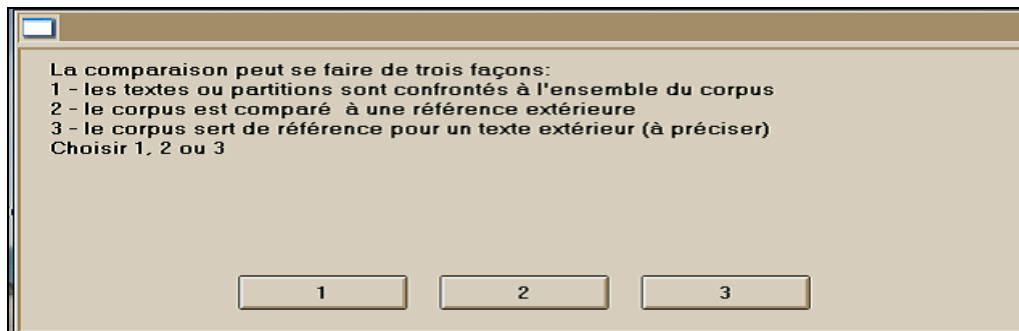 La comparaison peut se faire de trois façons:
1 - les textes ou partitions sont confrontés à l'ensemble du corpus
2 - le corpus est comparé  à une référence extérieure
3 - le corpus sert de référence pour un texte extérieur (à préciser)
Choisir 1, 2 ou 3
1 2 3